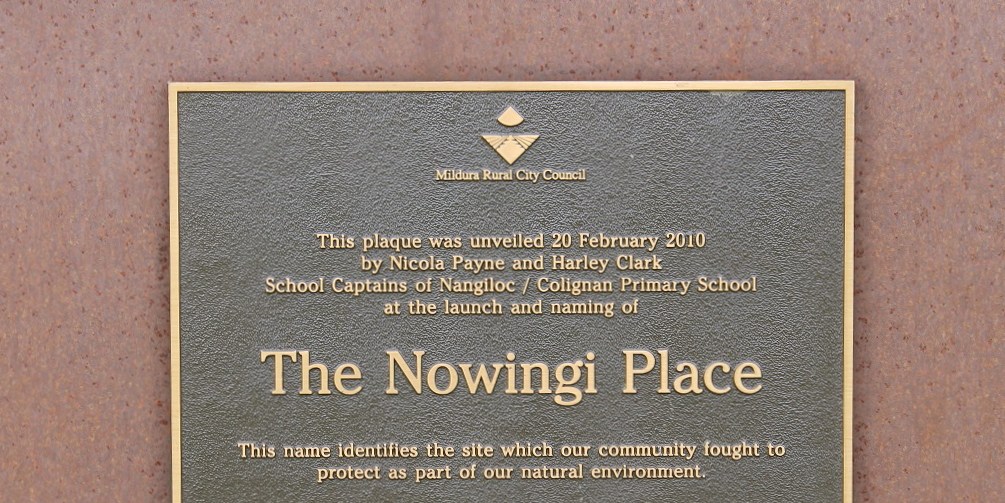 Mildura Rural City Council
This plaque was unveiled 20 February 2010
by Nicola Payne and Harley Clark
School Captains of Nangiloc / Colignan Primary School
at the launch and naming of
The Nowingi Place
This name identifies the site which our community fought to
protect as part of our natural environment.